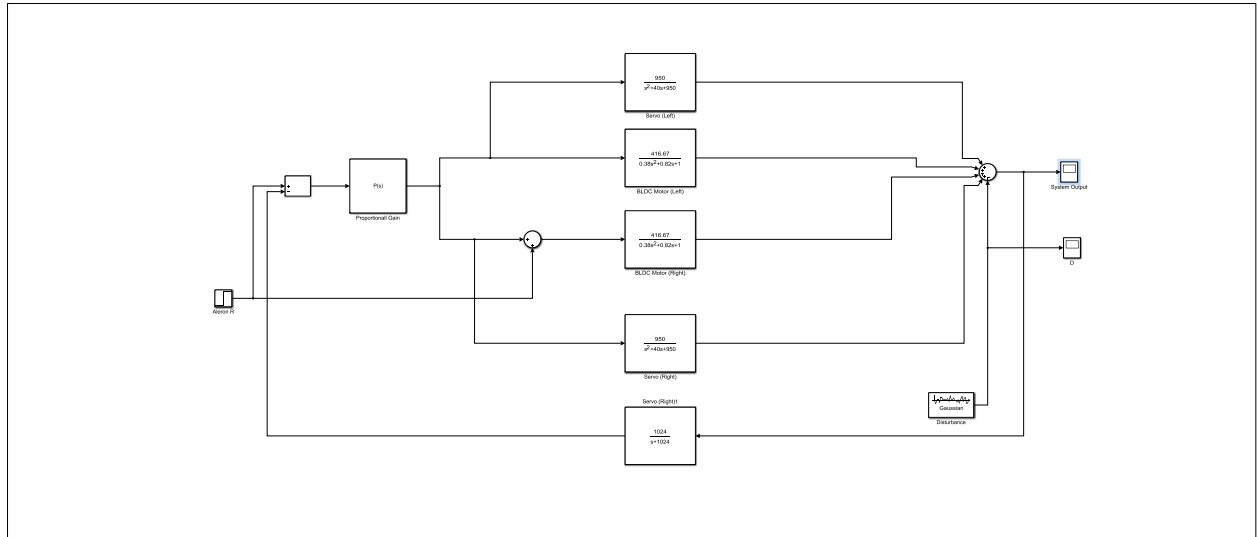 950
s²+40s+950
Servo (Left)
416.67
0.38s²+0.82s+1
BLDC Motor (Left)
P(s)
Proportionall Gain
System Output
416.67
0.38s²+0.82s+1
BLDC Motor (Right)
D
Aleron R
950
s²+40s+950
Servo (Right)
Servo (Right)1
1024
s+1024
Gaussian
Disturbance